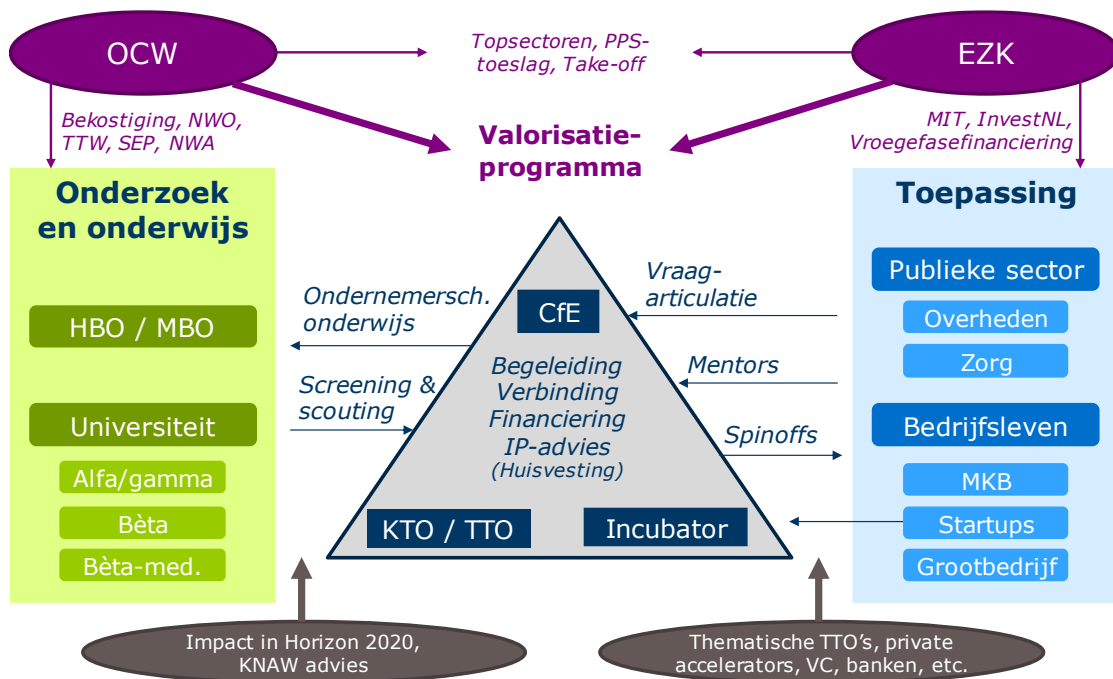 OCW
Topsectoren, PPS-
toeslag, Take-off
EZK
Bekostiging, NWO,
TTW, SEP, NWA
Valorisatie-
programma
MIT, InvestNL,
Vroegefasefinanciering
Onderzoek
en onderwijs
HBO / MBO
Universiteit
Alfa/gamma
Bèta
Bèta-med.
Ondernemersch.
onderwijs
Screening &
scouting
CfE
Begeleiding
Verbinding
Financiering
IP-advies
(Huisvesting)
KTO / TTO
Incubator
Vraag-
articulatie
Mentors
Spinoffs
Toepassing
Publieke sector
Overheden
Zorg
Bedrijfsleven
MKB
Startups
Grootbedrijf
Impact in Horizon 2020,
KNAW advies
Thematische TTO's, private
accelerators, VC, banken, etc.